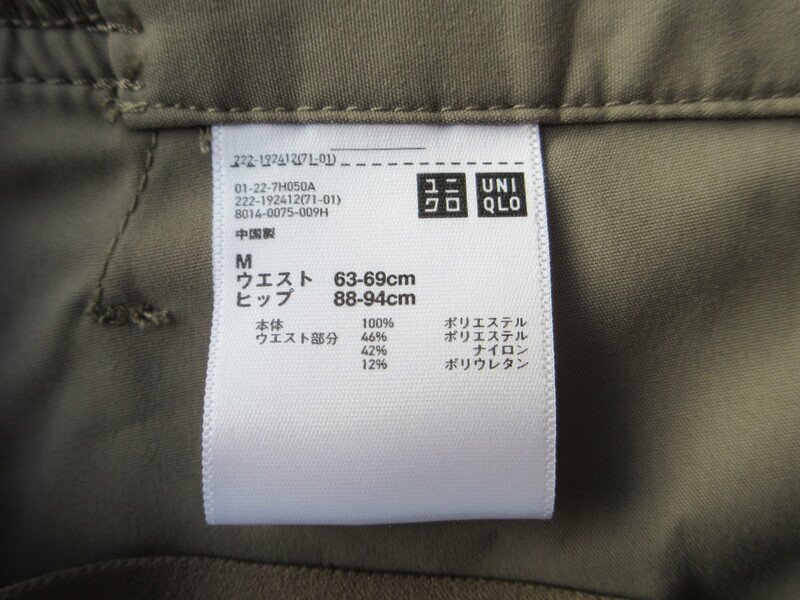 222-192412(71-01)
01-22-7H050A
222-192412(71-01)
8014-0075-009H
ユニクロ
UNIQLO
中国製
M
ウエスト 63-69cm
ヒップ 88-94cm
本体 100% ポリエステル
ウエスト部分 46% ポリエステル
42% ナイロン
12% ポリウレタン